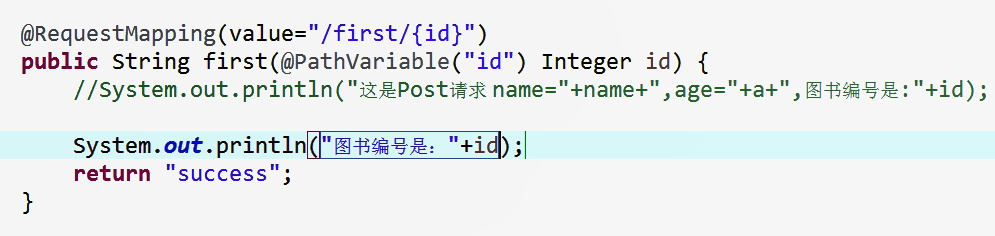 @RequestMapping(value="/first/{id}")
public String first(@PathVariable("id") Integer id) {
//System.out.println("这是Post请求 name="+name+",age="+a+",图书编号是:"+id);
System.out.println("图书编号是："+id);
return "success";
}